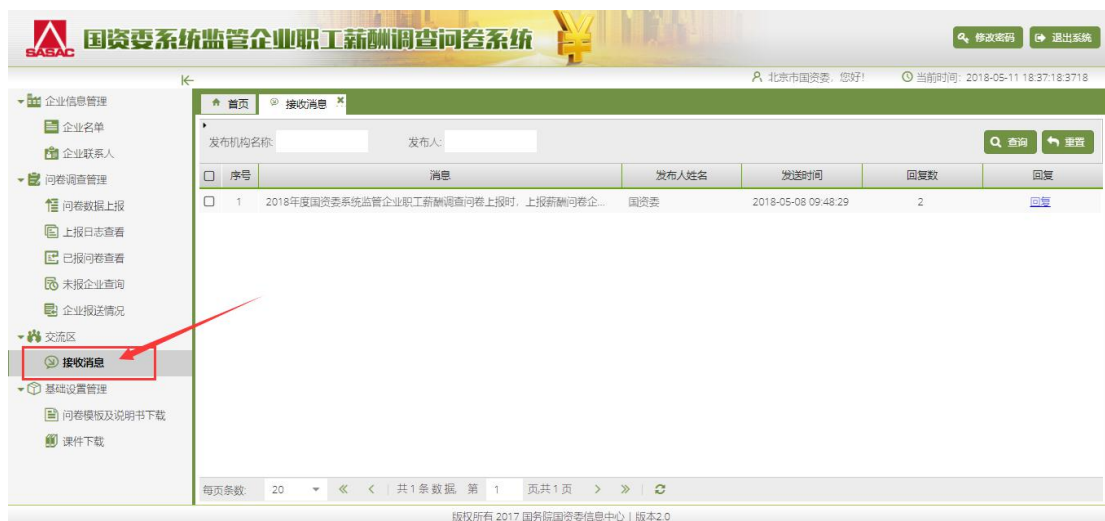 SASAC 国资委系统监管企业职工薪酬调查问卷系统
修改密码 退出系统
北京市国资委, 您好! 当前时间: 2018-05-11 18:37:18:3718
企业信息管理
企业名单
企业联系人
问卷调查管理
问卷数据上报
上报日志查看
已报问卷查看
未报企业查询
企业报送情况
交流区
接收消息
基础设置管理
问卷模板及说明书下载
课件下载
首页 接收消息
发布机构名称: 发布人: 查询 重置
序号 消息 发布人姓名 发送时间 回复数 回复
1 2018年度国资委系统监管企业职工薪酬调查问卷上报时, 上报薪酬问卷企... 国资委 2018-05-08 09:48:29 2 回复
每页条数: 20 共1条数据, 第 1 页,共1页
版权所有 2017 国务院国资委信息中心 | 版本2.0